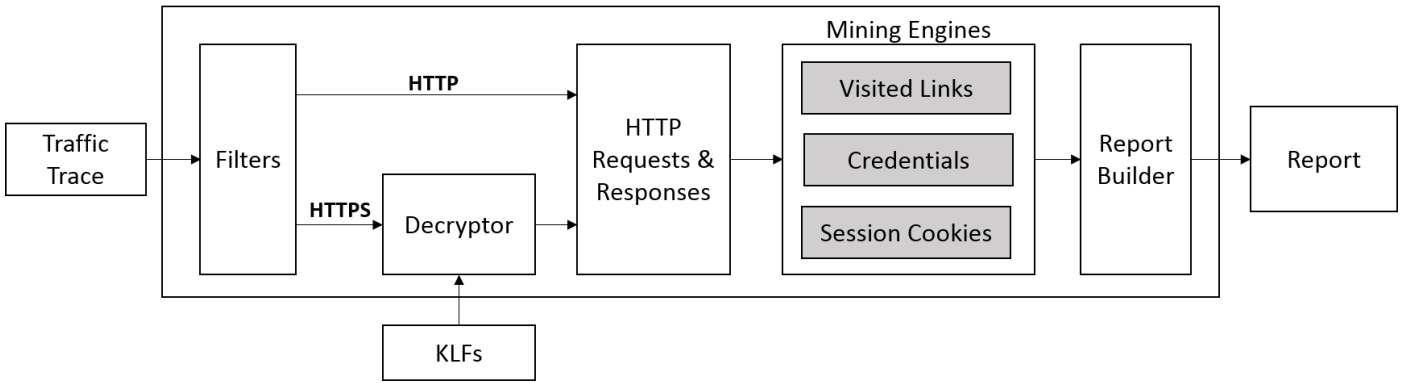 Traffic
Trace
Filters
HTTP
HTTPS
Decryptor
KLFs
HTTP
Requests &
Responses
Mining Engines
Visited Links
Credentials
Session Cookies
Report
Builder
Report